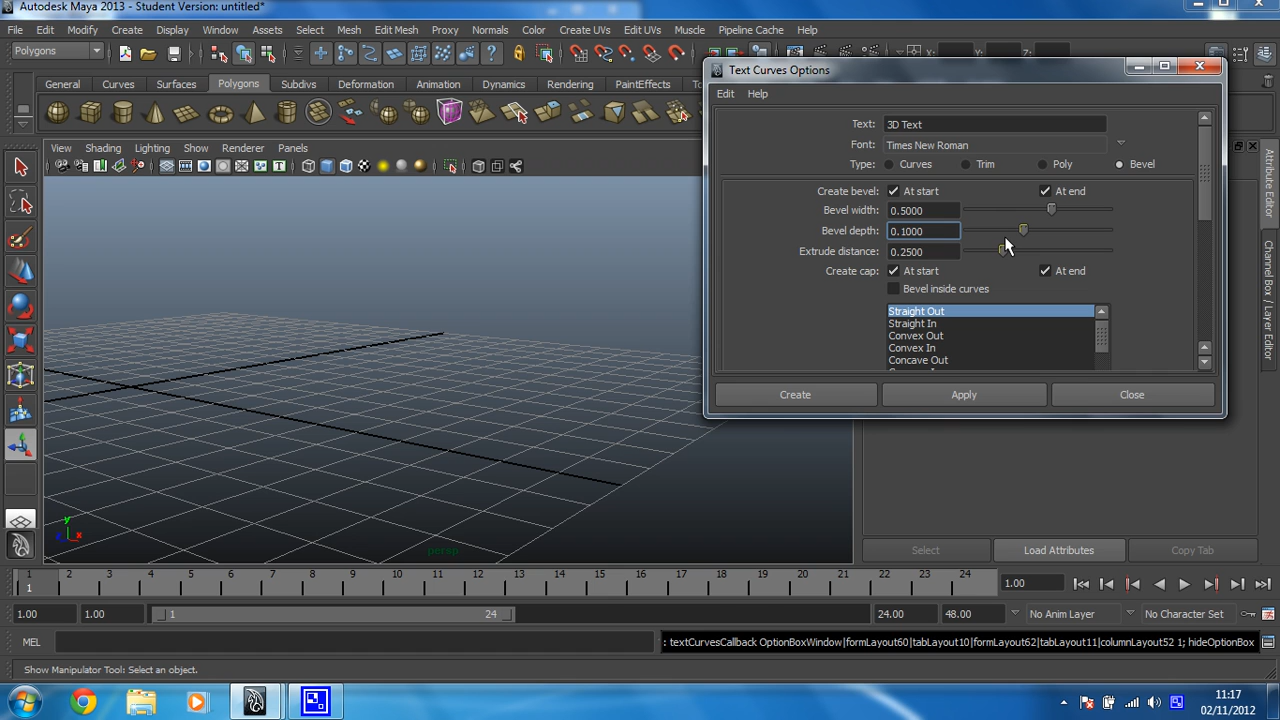 Autodesk Maya 2013 - Student Version: untitled*
File Edit Modify Create Display Window Assets Select Mesh Edit Mesh Proxy Normals Color Create UVs Edit UVs Muscle Pipeline Cache Help
Polygons
X: Y: Z:
General Curves Surfaces Polygons Subdivs Deformation Animation Dynamics Rendering PaintEffects
View Shading Lighting Show Renderer Panels
Text Curves Options
Edit Help
Text: 3D Text
Font: Times New Roman
Type: Curves Trim Poly Bevel
Create bevel: At start At end
Bevel width: 0.5000
Bevel depth: 0.1000
Extrude distance: 0.2500
Create cap: At start At end
Bevel inside curves
Straight Out
Straight In
Convex Out
Convex In
Concave Out
Create Apply Close
Attribute Editor
Channel Box / Layer Editor
y
x
persp
Select Load Attributes Copy Tab
1 2 3 4 5 6 7 8 9 10 11 12 13 14 15 16 17 18 19 20 21 22 23 24
1 1.00
1.00 1.00 1 24 24.00 48.00 No Anim Layer No Character Set
MEL : textCurvesCallback OptionBoxWindow|formLayout60|tabLayout10|formLayout62|tabLayout11|columnLayout52 1; hideOptionBox
Show Manipulator Tool: Select an object.
11:17
02/11/2012